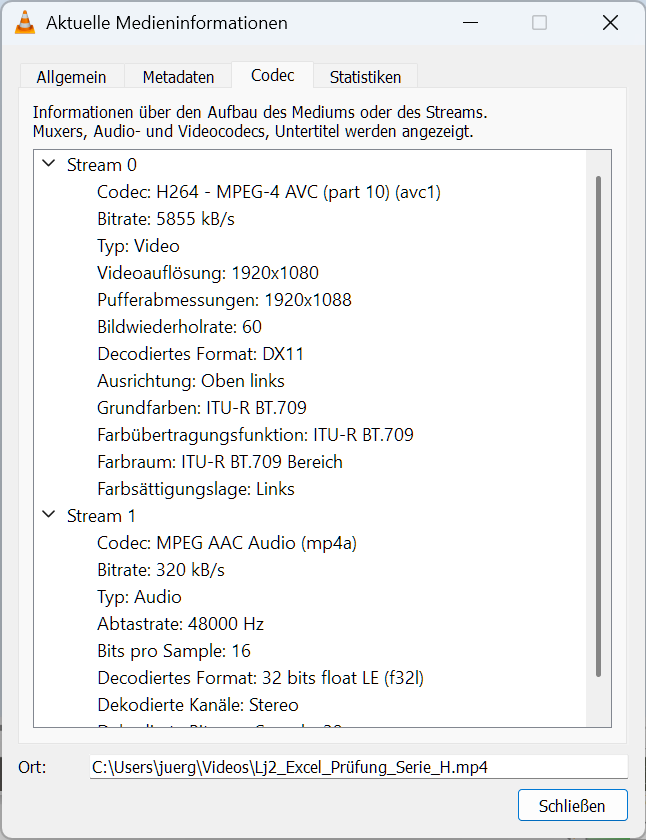 Aktuelle Medieninformationen
Allgemein Metadaten Codec Statistiken
Informationen über den Aufbau des Mediums oder des Streams.
Muxers, Audio- und Videocodecs, Untertitel werden angezeigt.
Stream 0
Codec: H264 - MPEG-4 AVC (part 10) (avc1)
Bitrate: 5855 kB/s
Typ: Video
Videoauflösung: 1920x1080
Pufferabmessungen: 1920x1088
Bildwiederholrate: 60
Decodiertes Format: DX11
Ausrichtung: Oben links
Grundfarben: ITU-R BT.709
Farbübertragungsfunktion: ITU-R BT.709
Farbraum: ITU-R BT.709 Bereich
Farbsättigungslage: Links
Stream 1
Codec: MPEG AAC Audio (mp4a)
Bitrate: 320 kB/s
Typ: Audio
Abtastrate: 48000 Hz
Bits pro Sample: 16
Decodiertes Format: 32 bits float LE (f32l)
Dekodierte Kanäle: Stereo
Ort: C:\Users\juerg\Videos\Lj2_Excel_Prüfung_Serie_H.mp4
Schließen